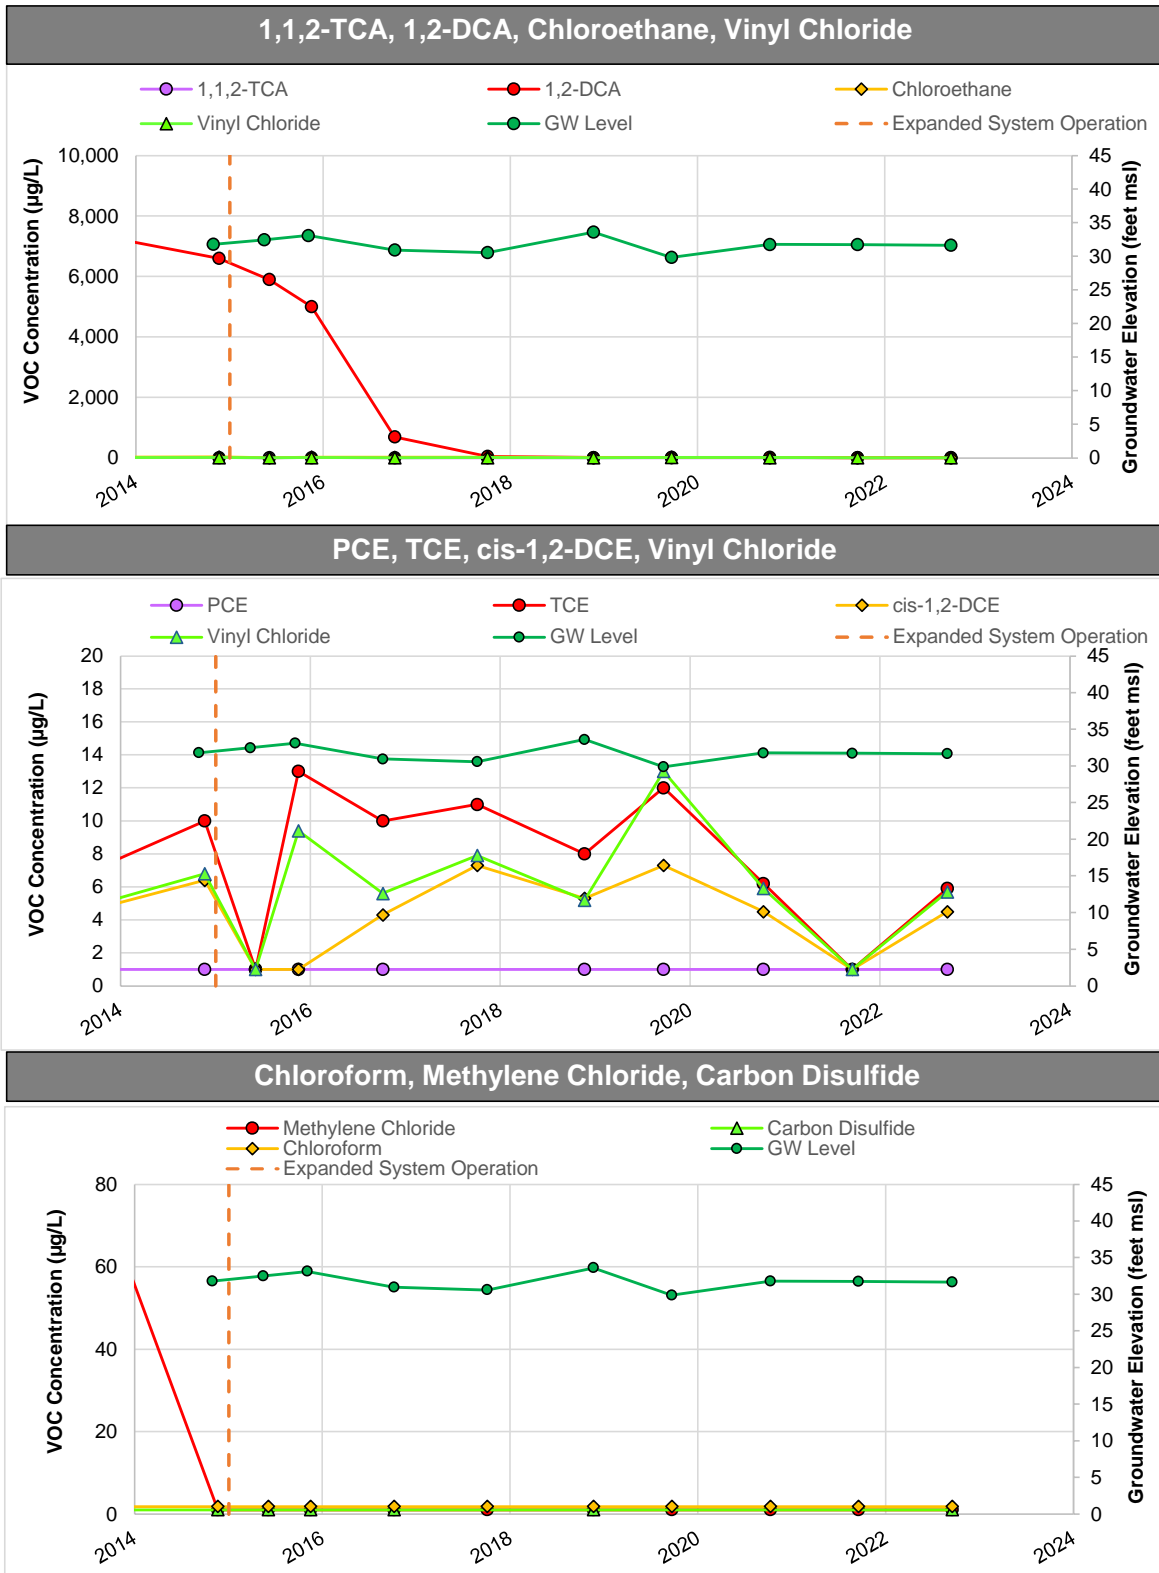 1,1,2-TCA, 1,2-DCA, Chloroethane, Vinyl Chloride
1,1,2-TCA 1,2-DCA Chloroethane
Vinyl Chloride GW Level Expanded System Operation
VOC Concentration (µg/L)
10,000
8,000
6,000
4,000
2,000
0
45
40
35
30
25
20
15
10
5
0
Groundwater Elevation (feet msl)
2014 2016 2018 2020 2022 2024
PCE, TCE, cis-1,2-DCE, Vinyl Chloride
PCE TCE cis-1,2-DCE
Vinyl Chloride GW Level Expanded System Operation
VOC Concentration (µg/L)
20
18
16
14
12
10
8
6
4
2
0
45
40
35
30
25
20
15
10
5
0
Groundwater Elevation (feet msl)
2014 2016 2018 2020 2022 2024
Chloroform, Methylene Chloride, Carbon Disulfide
Methylene Chloride Carbon Disulfide
Chloroform GW Level
Expanded System Operation
VOC Concentration (µg/L)
80
60
40
20
0
45
40
35
30
25
20
15
10
5
0
Groundwater Elevation (feet msl)
2014 2016 2018 2020 2022 2024